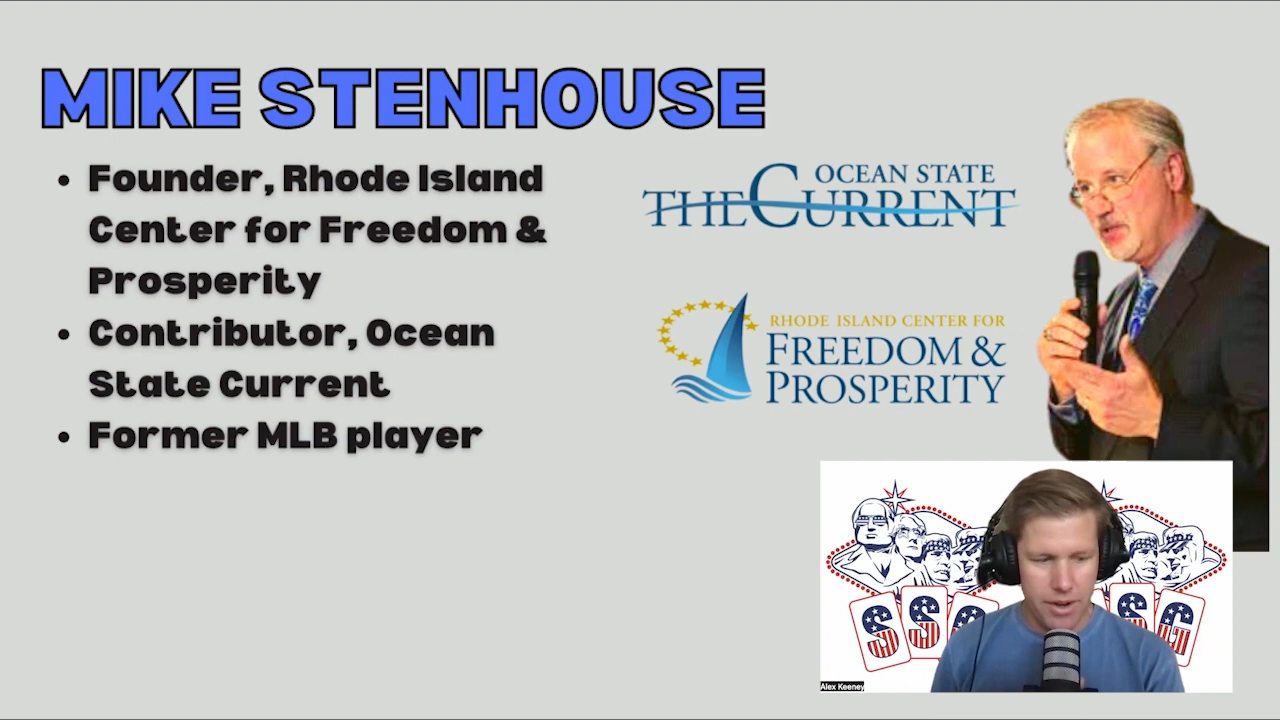 MIKE STENHOUSE
• Founder, Rhode Island
Center for Freedom &
Prosperity
• Contributor, Ocean
State Current
• Former MLB player
OCEAN STATE
THE CURRENT
RHODE ISLAND CENTER FOR
FREEDOM &
PROSPERITY
S S G
S G
Alex Keeney